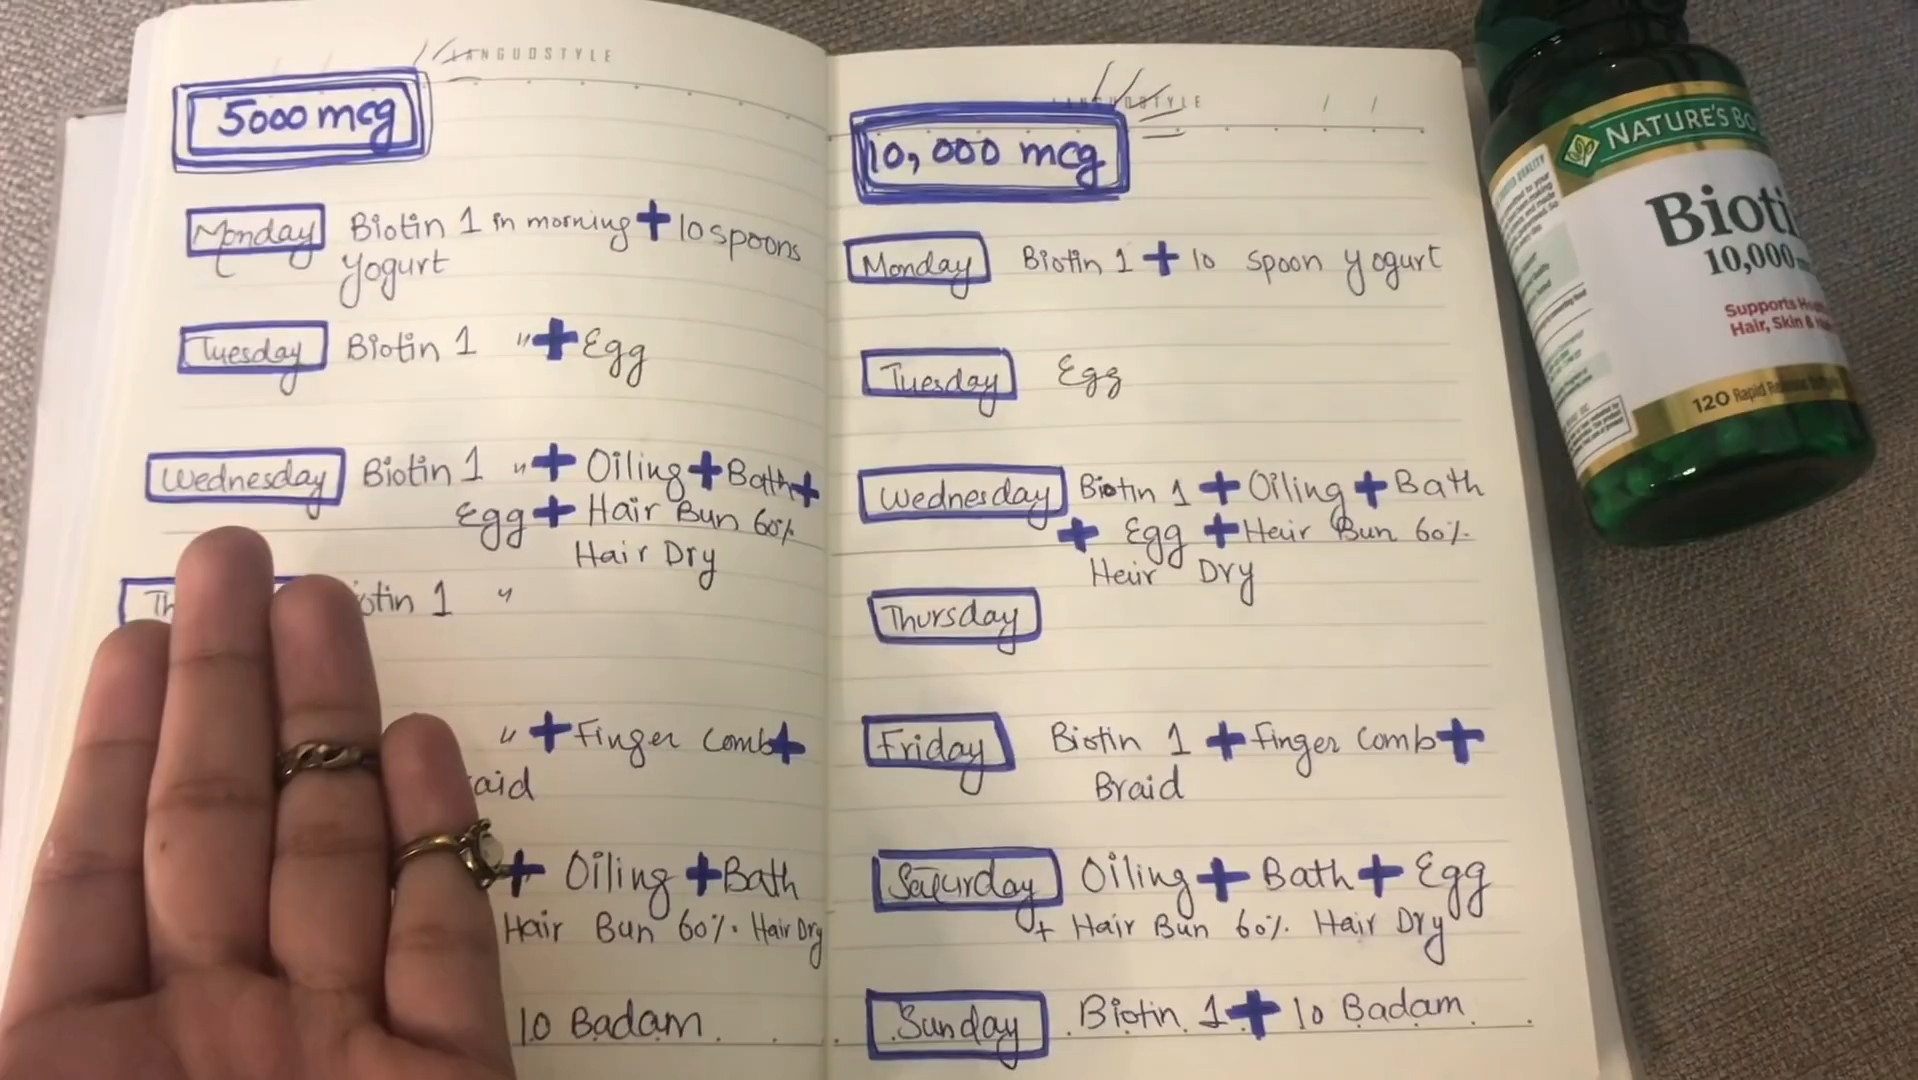 LANGUOSTYLE
5000 mcg
Monday Biotin 1 in morning + 10 spoons
Yogurt
Tuesday Biotin 1 " + Egg
Wednesday Biotin 1 " + Oiling + Bath +
Egg + Hair Bun 60%
Hair Dry
Th otin 1 "
" + Finger Comb +
aid
+ Oiling + Bath
Hair Bun 60%. Hair Dry
10 Badam
LANGUOSTYLE
10,000 mcg
Monday Biotin 1 + 10 spoon yogurt
Tuesday Egg
Wednesday Biotin 1 + Oiling + Bath
+ Egg + Heir Bun 60%.
Heir Dry
Thursday
Friday Biotin 1 + finger comb +
Braid
Saturday Oiling + Bath + Egg
+ Hair Bun 60%. Hair Dry
Sunday Biotin 1 + 10 Badam
NATURE'S BO
Bioti
10,000
Supports He
Hair, Skin & N
120 Rapid Release